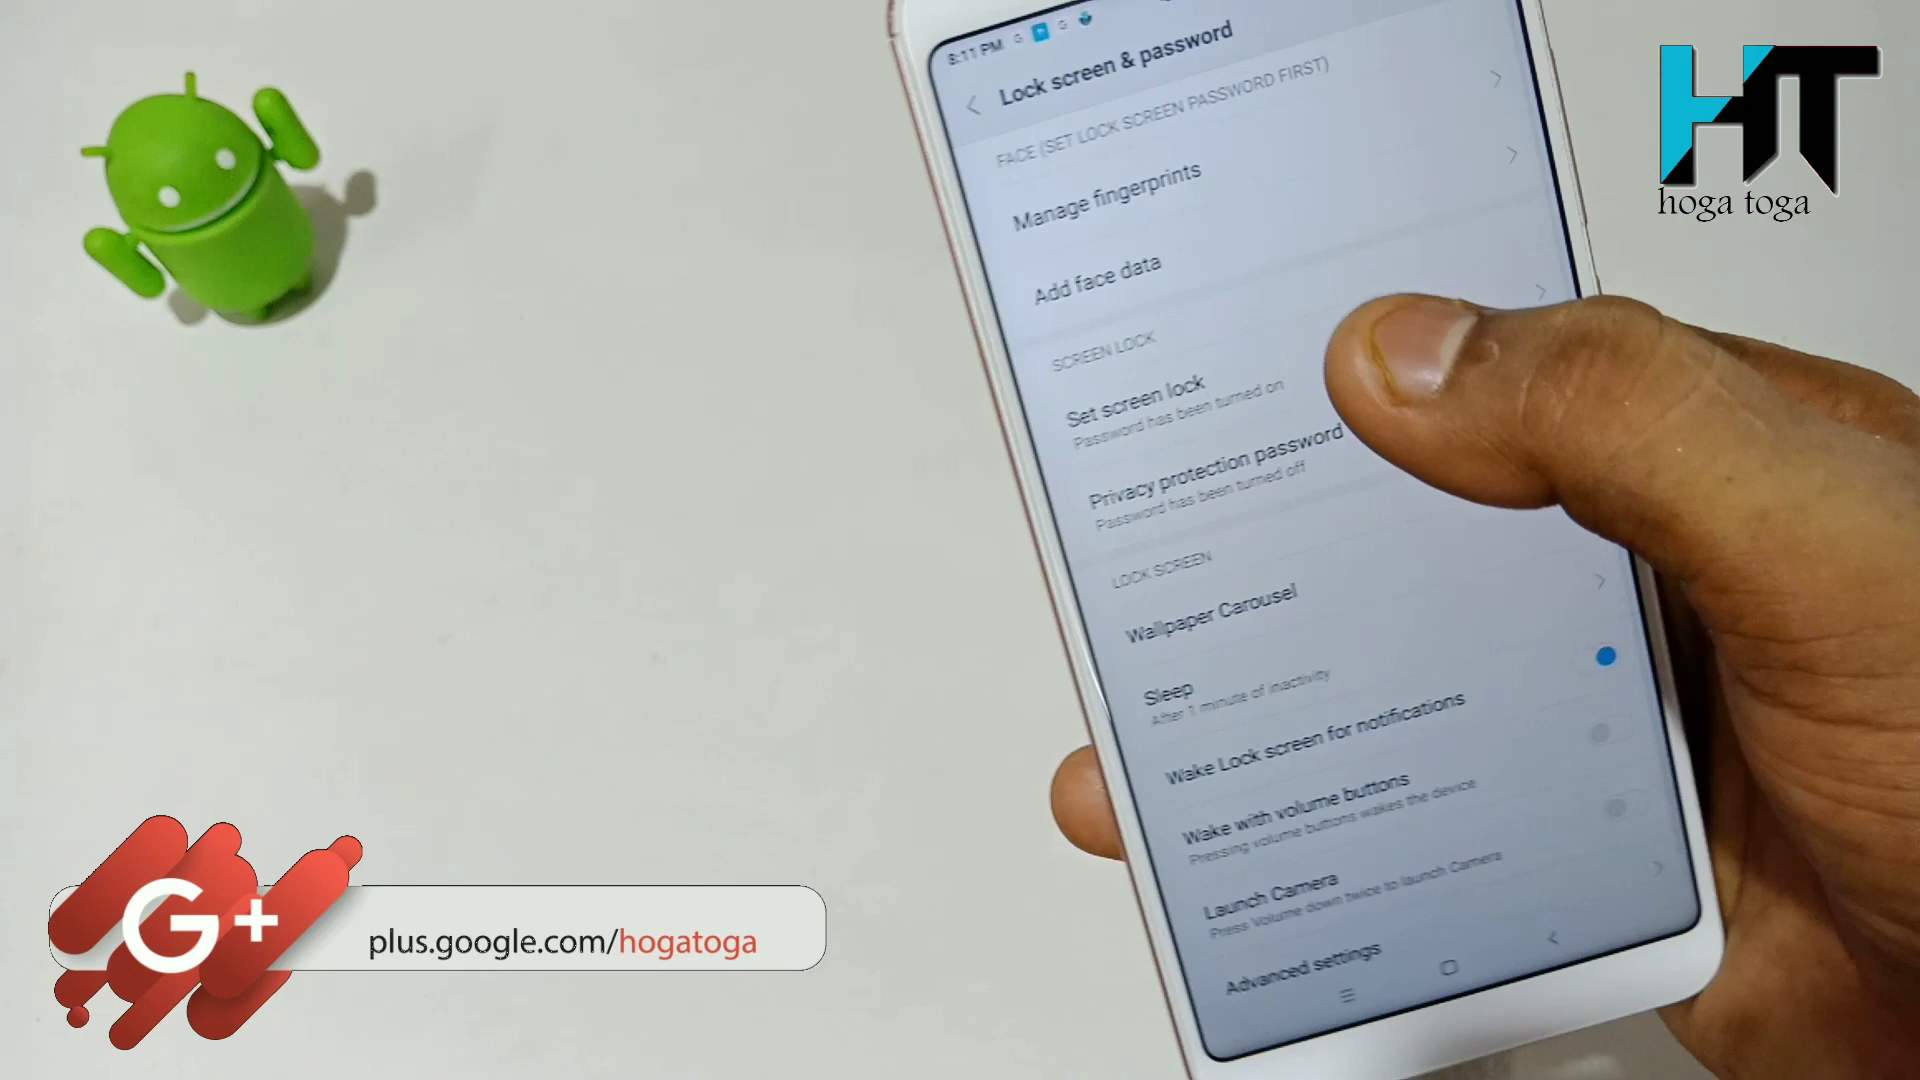 8:11 PM
Lock screen & password
FACE (SET LOCK SCREEN PASSWORD FIRST)
Manage fingerprints
Add face data
SCREEN LOCK
Set screen lock
Password has been turned on
Privacy protection password
Password has been turned off
LOCK SCREEN
Wallpaper Carousel
Sleep
After 1 minute of inactivity
Wake Lock screen for notifications
Wake with volume buttons
Pressing volume buttons wakes the device
Launch Camera
Press Volume down twice to launch Camera
Advanced settings
HT
hoga toga
G+
plus.google.com/hogatoga